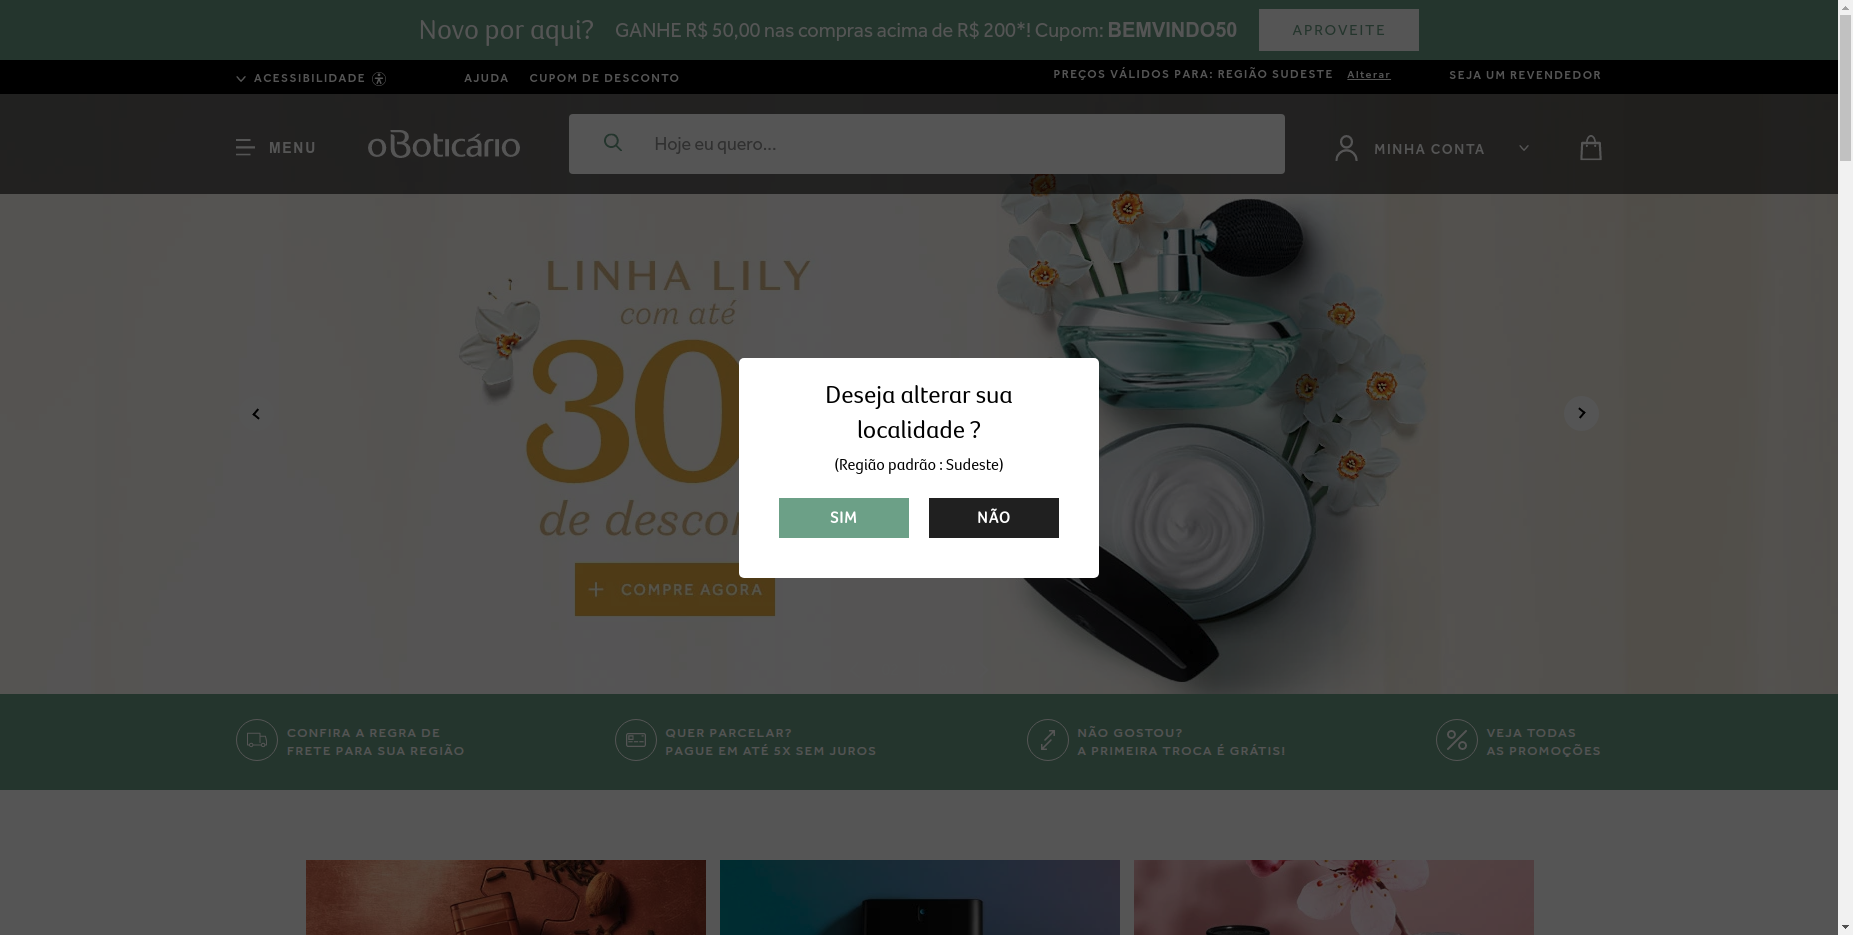 Novo por aqui? GANHE R$ 50,00 nas compras acima de R$ 200*! Cupom: BEMVINDO50 APROVEITE
ACESSIBILIDADE AJUDA CUPOM DE DESCONTO PREÇOS VÁLIDOS PARA: REGIÃO SUDESTE Alterar SEJA UM REVENDEDOR
MENU oBoticário Hoje eu quero... MINHA CONTA
LINHA LILY
com até
30
de descon
COMPRE AGORA
Deseja alterar sua
localidade ?
(Região padrão : Sudeste)
SIM NÃO
CONFIRA A REGRA DE
FRETE PARA SUA REGIÃO
QUER PARCELAR?
PAGUE EM ATÉ 5X SEM JUROS
NÃO GOSTOU?
A PRIMEIRA TROCA É GRÁTIS!
VEJA TODAS
AS PROMOÇÕES